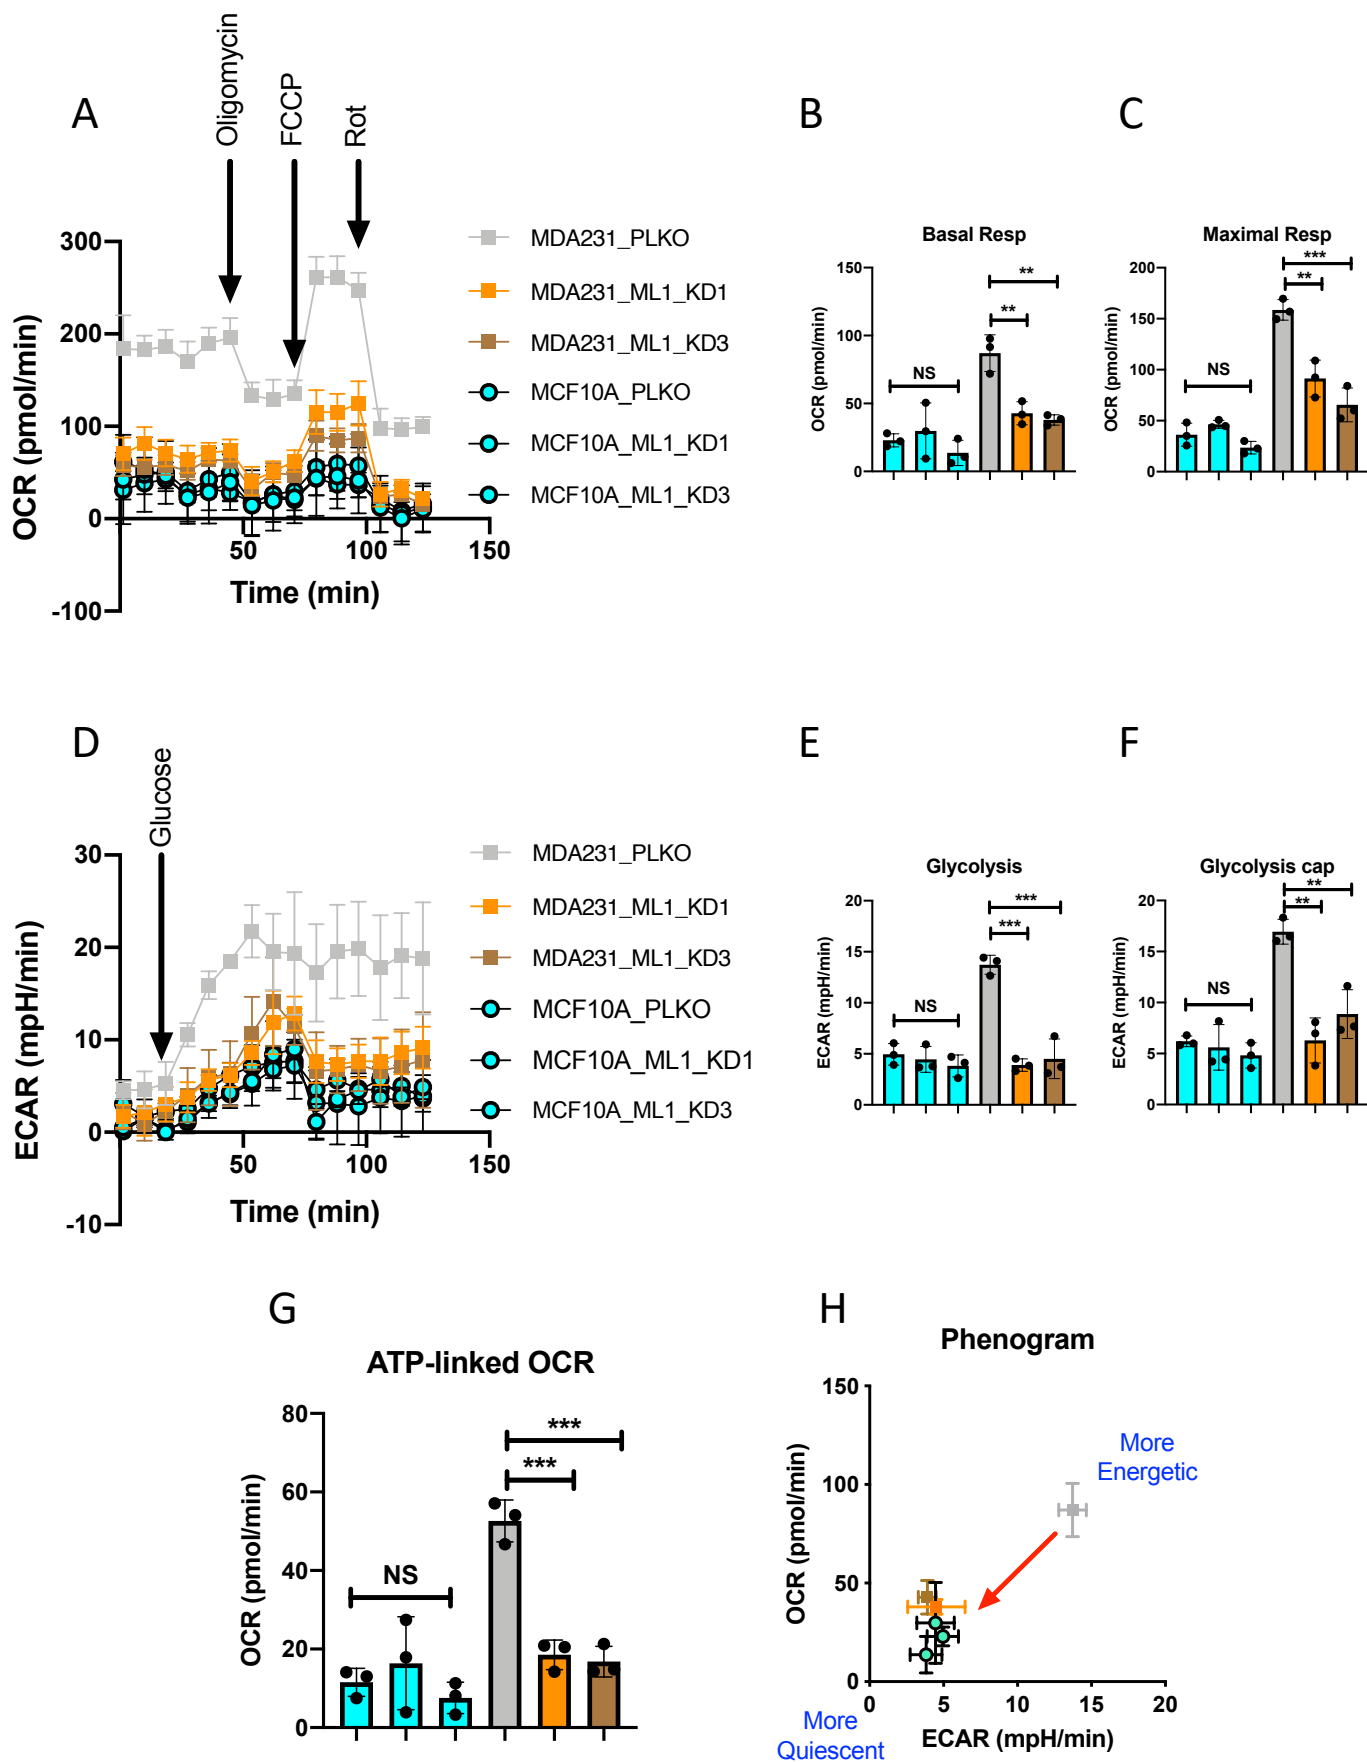 A
Oligomycin
FCCP
Rot
OCR (pmol/min)
300
200
100
0
-100
50
100
150
Time (min)
MDA231_PLKO
MDA231_ML1_KD1
MDA231_ML1_KD3
MCF10A_PLKO
MCF10A_ML1_KD1
MCF10A_ML1_KD3
B
Basal Resp
OCR (pmol/min)
150
100
50
0
NS
**
**
C
Maximal Resp
OCR (pmol/min)
200
150
100
50
0
NS
***
**
D
Glucose
ECAR (mpH/min)
30
20
10
0
-10
50
100
150
Time (min)
MDA231_PLKO
MDA231_ML1_KD1
MDA231_ML1_KD3
MCF10A_PLKO
MCF10A_ML1_KD1
MCF10A_ML1_KD3
E
Glycolysis
ECAR (mpH/min)
20
15
10
5
0
NS
***
***
F
Glycolysis cap
ECAR (mpH/min)
20
15
10
5
0
NS
**
**
G
ATP-linked OCR
OCR (pmol/min)
80
60
40
20
0
NS
***
***
H
Phenogram
OCR (pmol/min)
150
100
50
0
0
5
10
15
20
ECAR (mpH/min)
More
Energetic
More
Quiescent